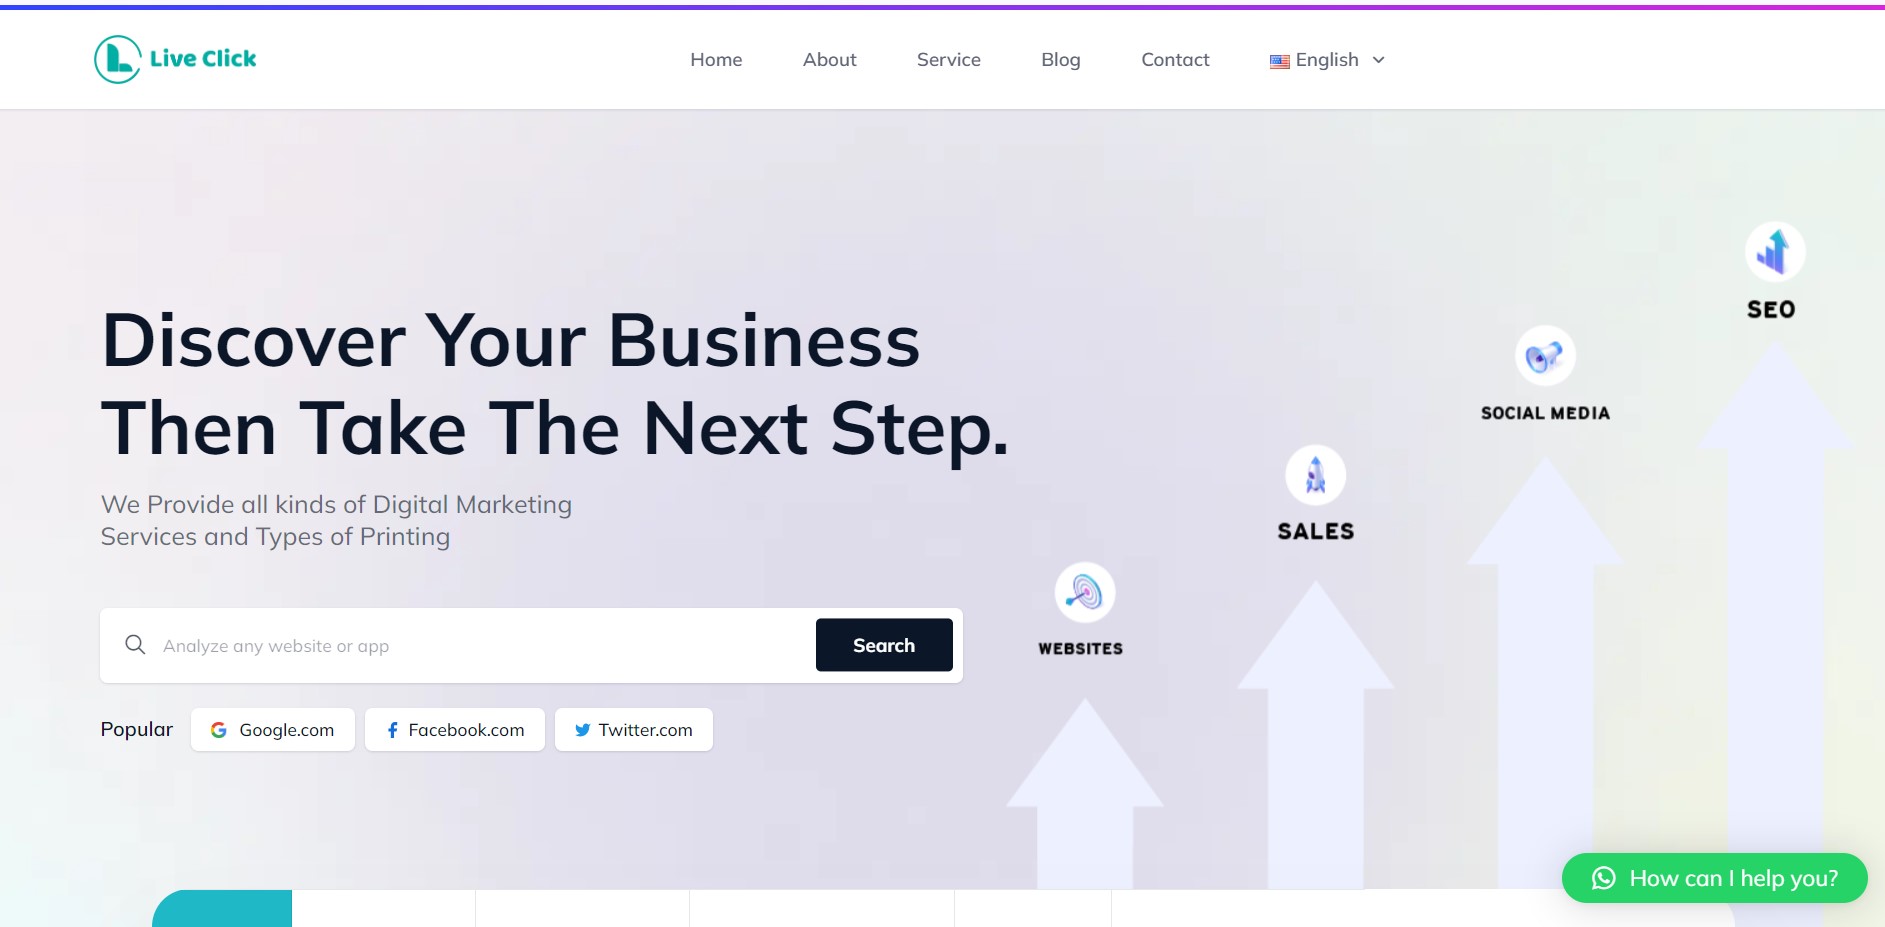 Live Click
Home
About
Service
Blog
Contact
English
Discover Your Business
Then Take The Next Step.
We Provide all kinds of Digital Marketing
Services and Types of Printing
Analyze any website or app
Search
Popular
Google.com
Facebook.com
Twitter.com
WEBSITES
SALES
SOCIAL MEDIA
SEO
How can I help you?